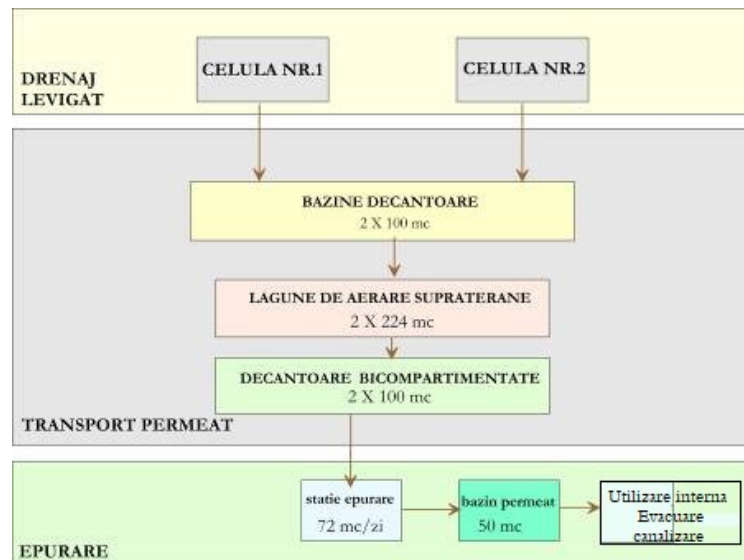 DRENAJ
LEVIGAT
CELULA NR.1
CELULA NR.2
BAZINE DECANTOARE
2 X 100 mc
LAGUNE DE AERARE SUPRATERANE
2 X 224 mc
DECANTOARE BICOMPARTIMENTATE
2 X 100 mc
TRANSPORT PERMEAT
statie epurare
72 mc/zi
bazin permeat
50 mc
Utilizare interna
Evacuare
canalizare
EPURARE